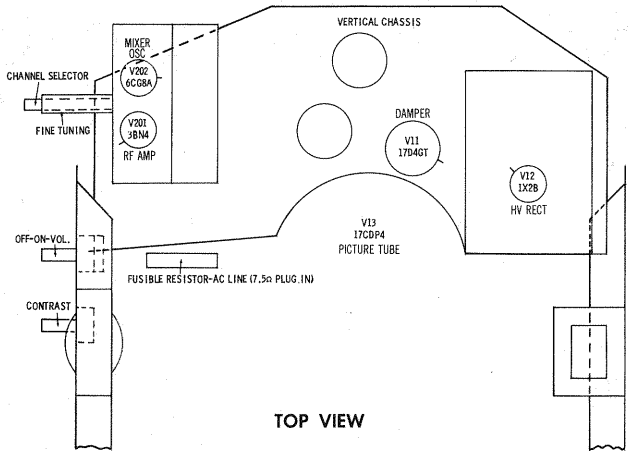 VERTICAL CHASSIS
MIXER
OSC
V202
6CG8A
CHANNEL SELECTOR
FINE TUNING
V201
3BN4
RF AMP
DAMPER
V11
17D4GT
V12
1X2B
HV RECT
V13
17CDP4
PICTURE TUBE
OFF-ON-VOL.
FUSIBLE RESISTOR-AC LINE (7.5Ω PLUG.IN)
CONTRAST
TOP VIEW